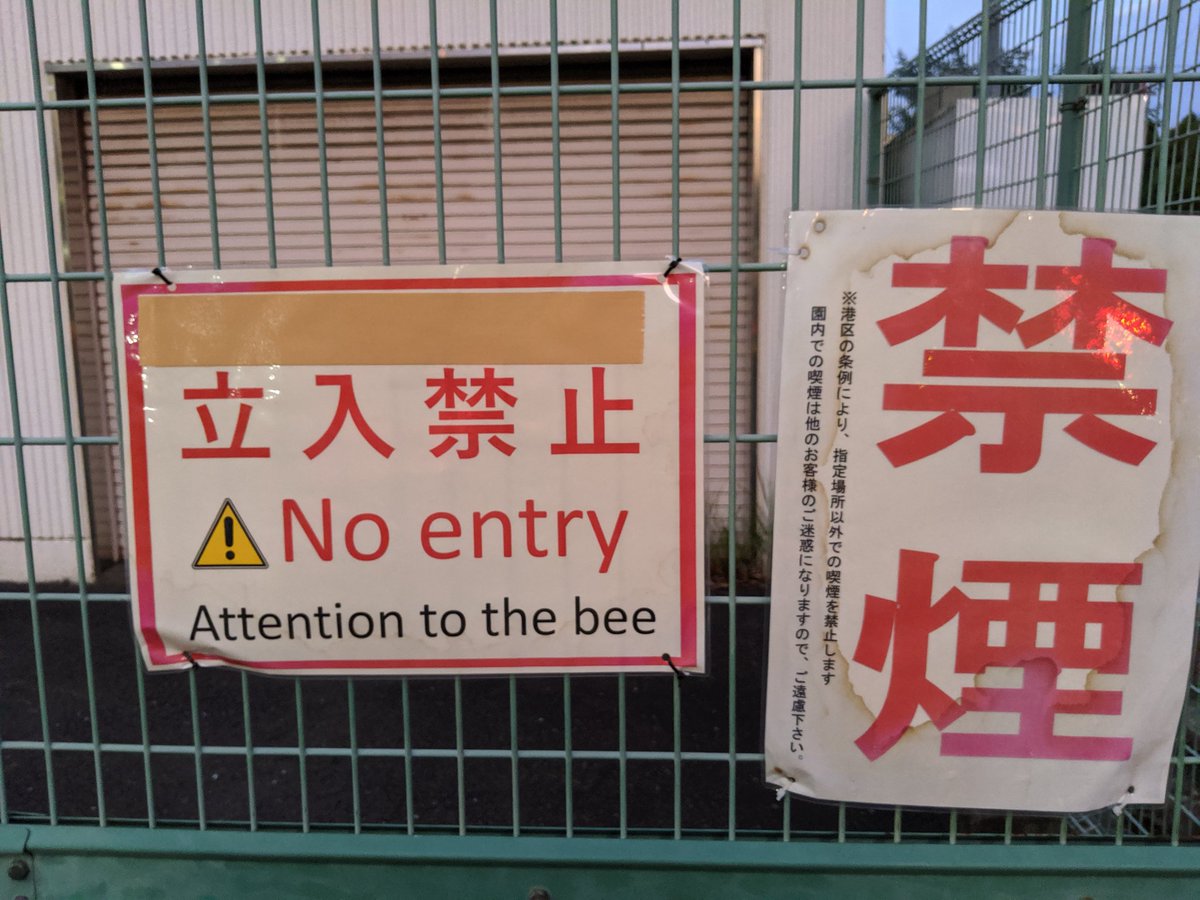 立入禁止
No entry
Attention to the bee
禁煙
※港区の条例により、指定場所以外での喫煙を禁止します
園内での喫煙は他のお客様のご迷惑になりますので、ご遠慮下さい。